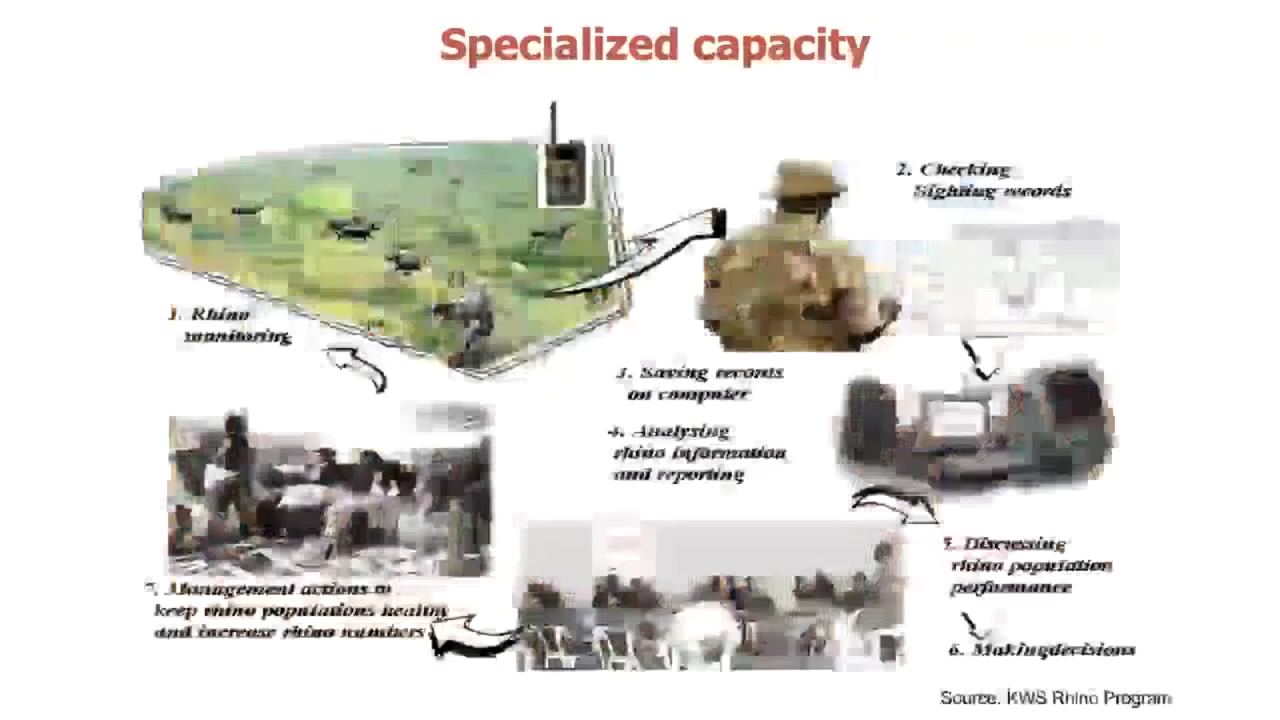 Specialized capacity
1. Rhino
monitoring
2. Checking
Sighting records
3. Saving records
on computer
4. Analysing
rhino information
and reporting
5. Discussing
rhino population
performance
6. Making decisions
7. Management actions to
keep rhino populations healthy
and increase rhino numbers
Source. KWS Rhino Program